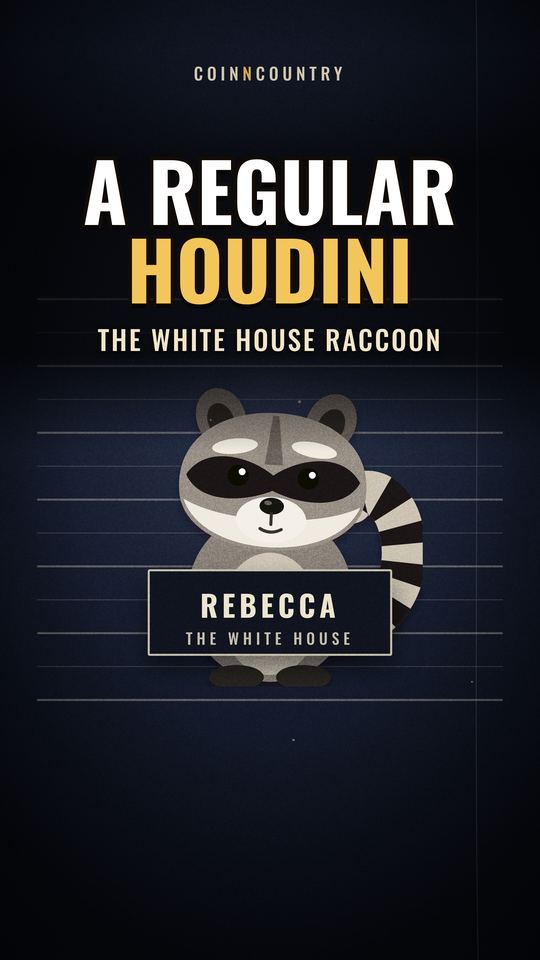 COINNCOUNTRY
A REGULAR
HOUDINI
THE WHITE HOUSE RACCOON
REBECCA
THE WHITE HOUSE